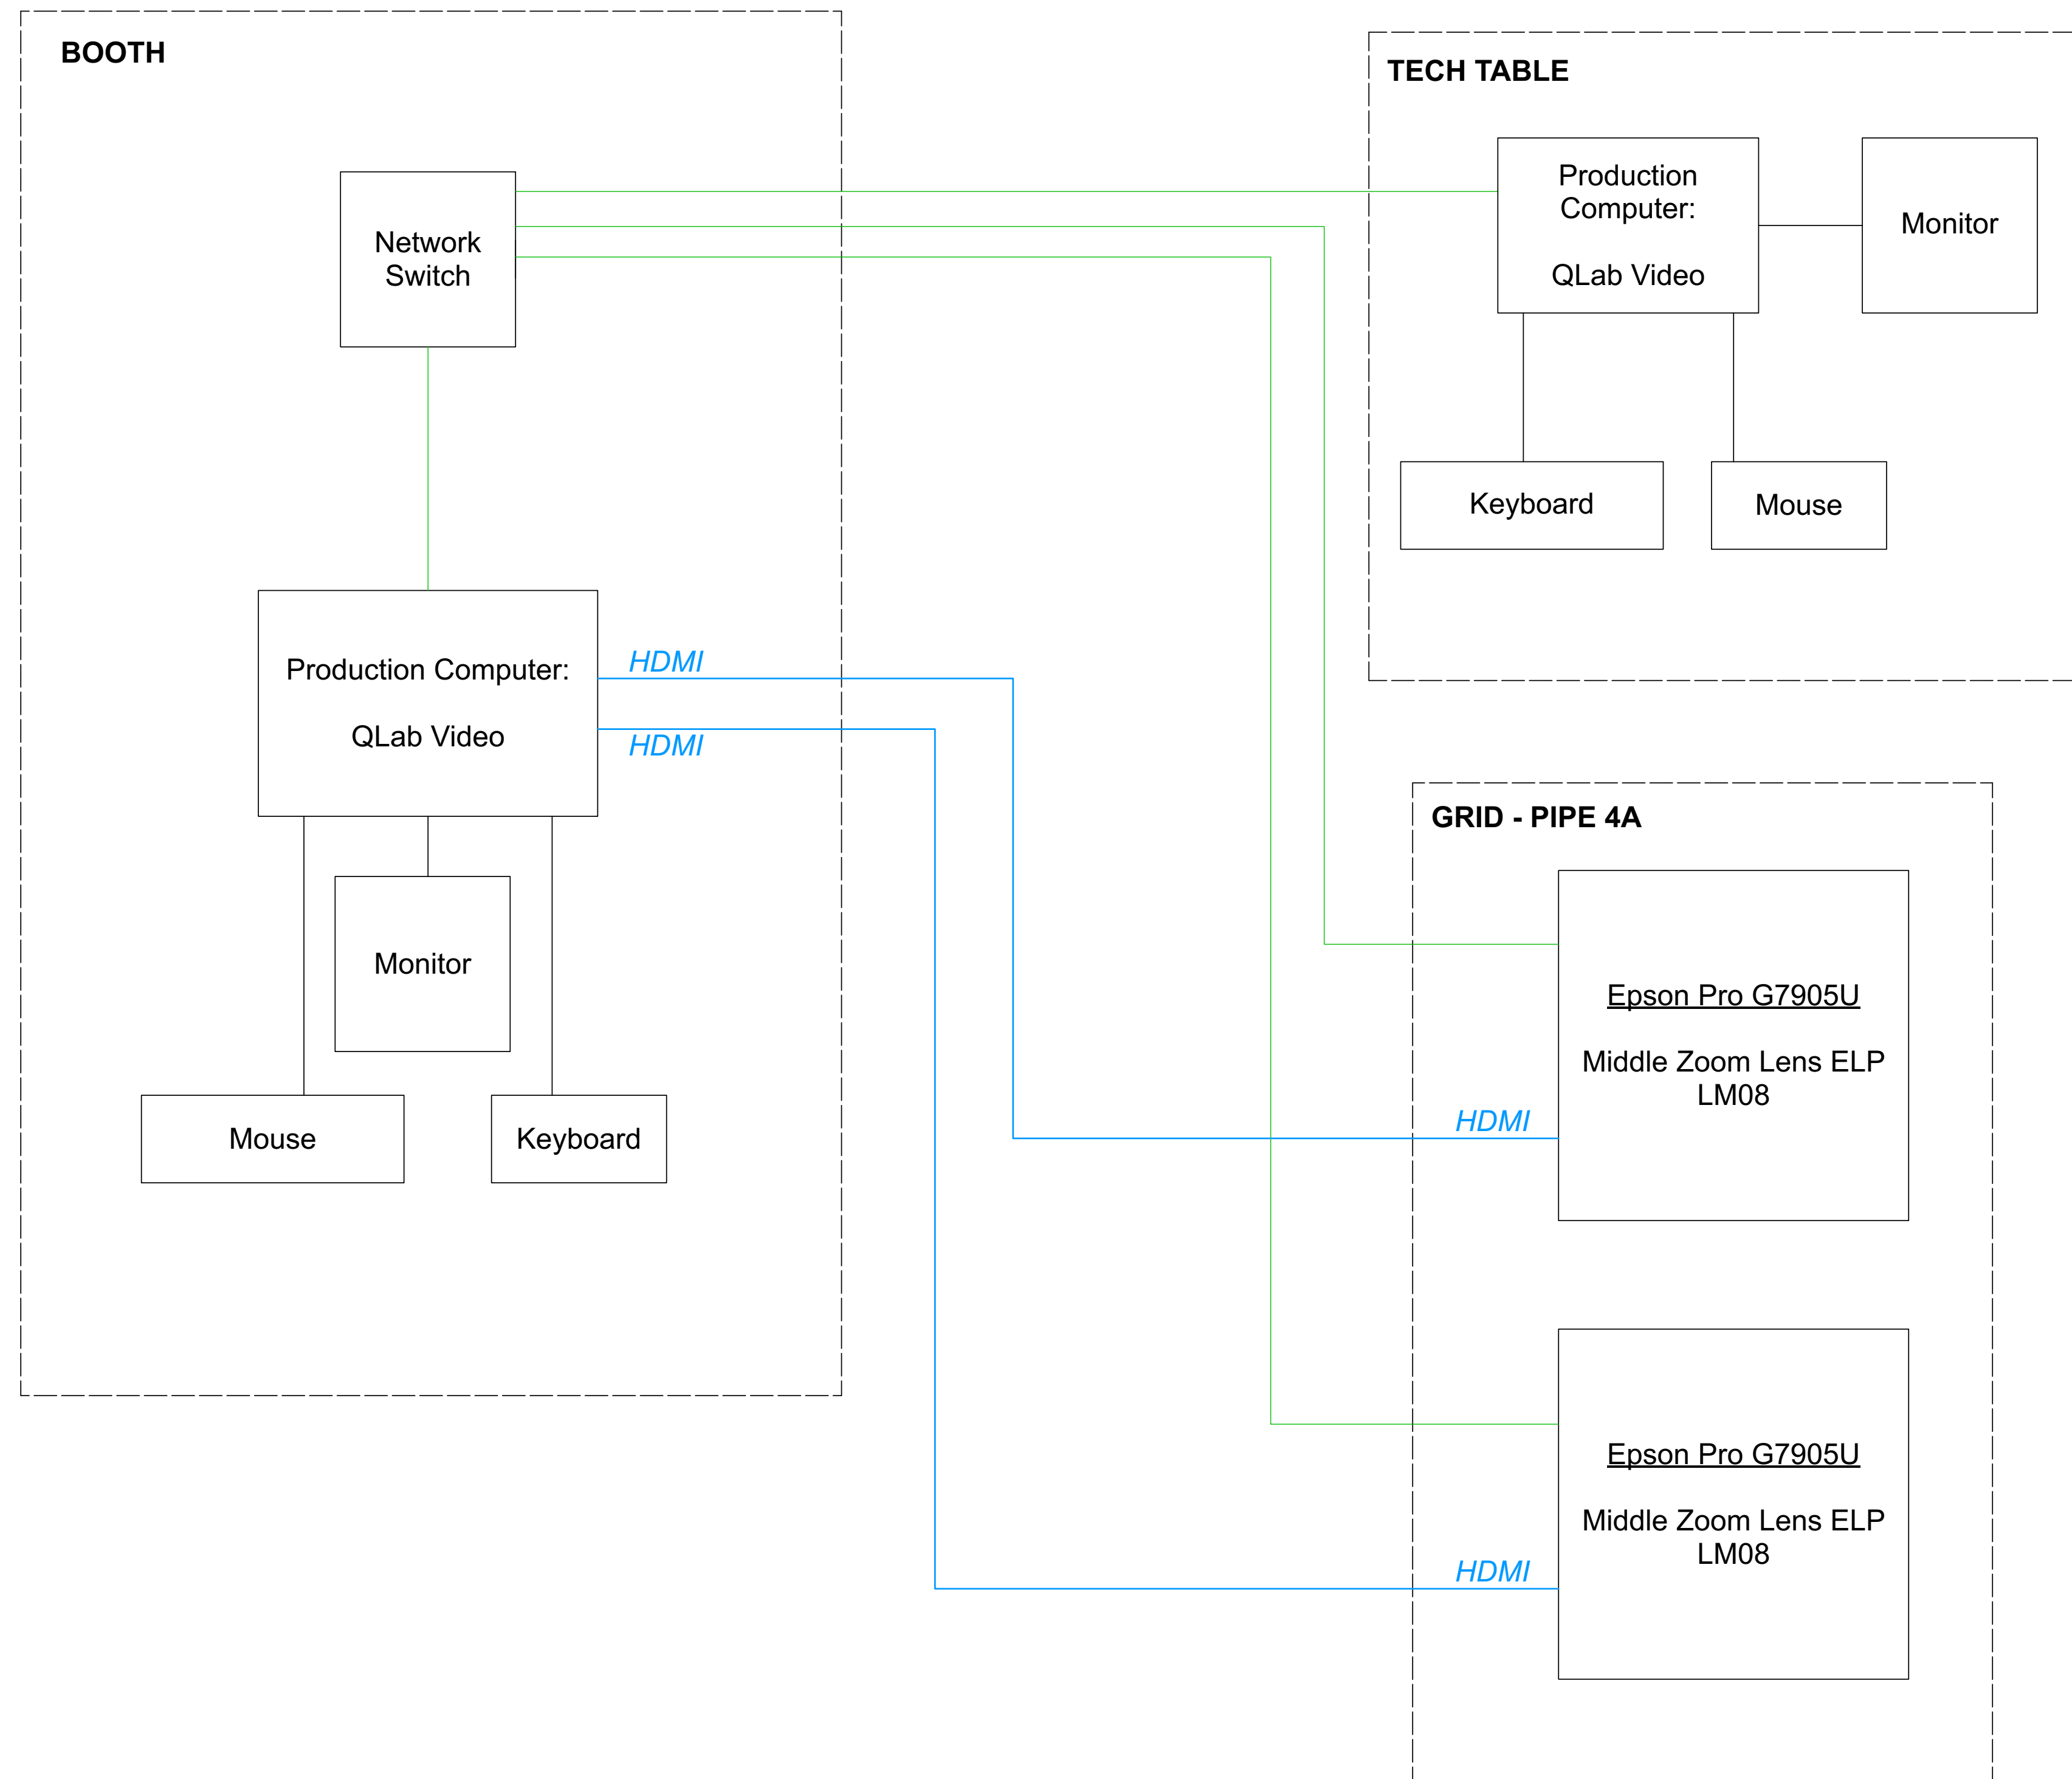 BOOTH
Network
Switch
Production Computer:
QLab Video
HDMI
HDMI
Monitor
Mouse
Keyboard
TECH TABLE
Production
Computer:
QLab Video
Monitor
Keyboard
Mouse
GRID - PIPE 4A
Epson Pro G7905U
Middle Zoom Lens ELP
LM08
HDMI
Epson Pro G7905U
Middle Zoom Lens ELP
LM08
HDMI